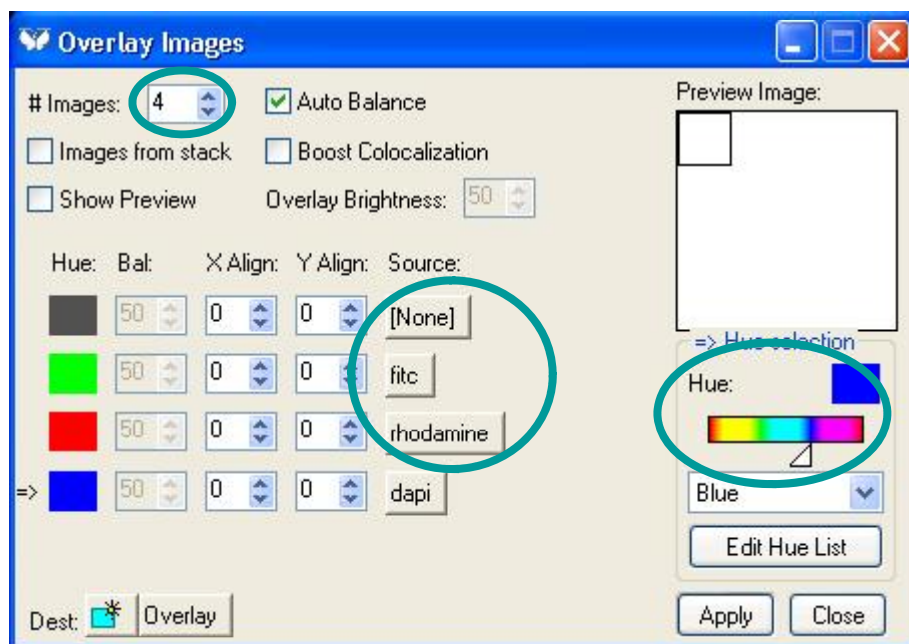 Overlay Images
# Images: 4 Auto Balance Preview Image:
Images from stack Boost Colocalization
Show Preview Overlay Brightness: 50
Hue: Bal: X Align: Y Align: Source:
50 0 0 [None]
=> Hue selection
50 0 0 fitc Hue:
50 0 0 rhodamine
=> 50 0 0 dapi Blue
Edit Hue List
Dest: Overlay Apply Close